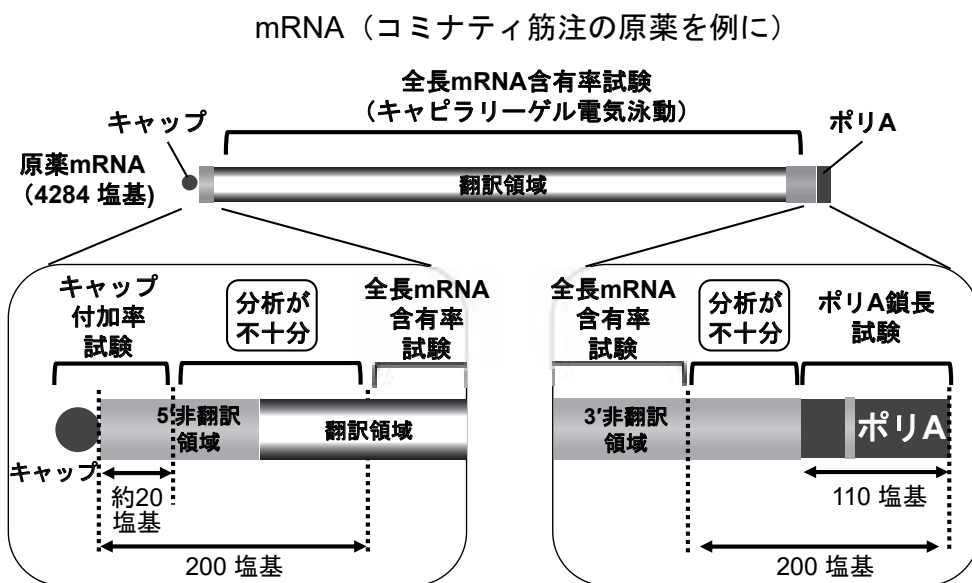 mRNA（コミナティ筋注の原薬を例に）
全長mRNA含有率試験
（キャピラリーゲル電気泳動）
キャップ
ポリA
原薬mRNA
（4284 塩基)
翻訳領域
キャップ
付加率
試験
分析が
不十分
全長mRNA
含有率
試験
5′非翻訳
領域
翻訳領域
キャップ
約20
塩基
200 塩基
全長mRNA
含有率
試験
分析が
不十分
ポリA鎖長
試験
3′非翻訳
領域
ポリA
110 塩基
200 塩基